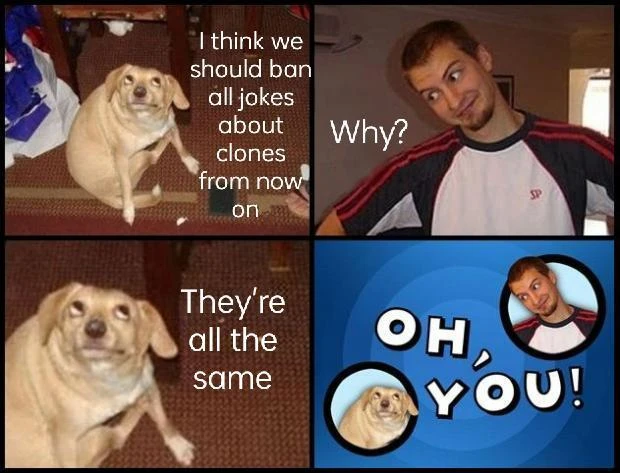 I think we
should ban
all jokes
about
clones
from now
on
Why?
SP
They're
all the
same
OH,
YOU!